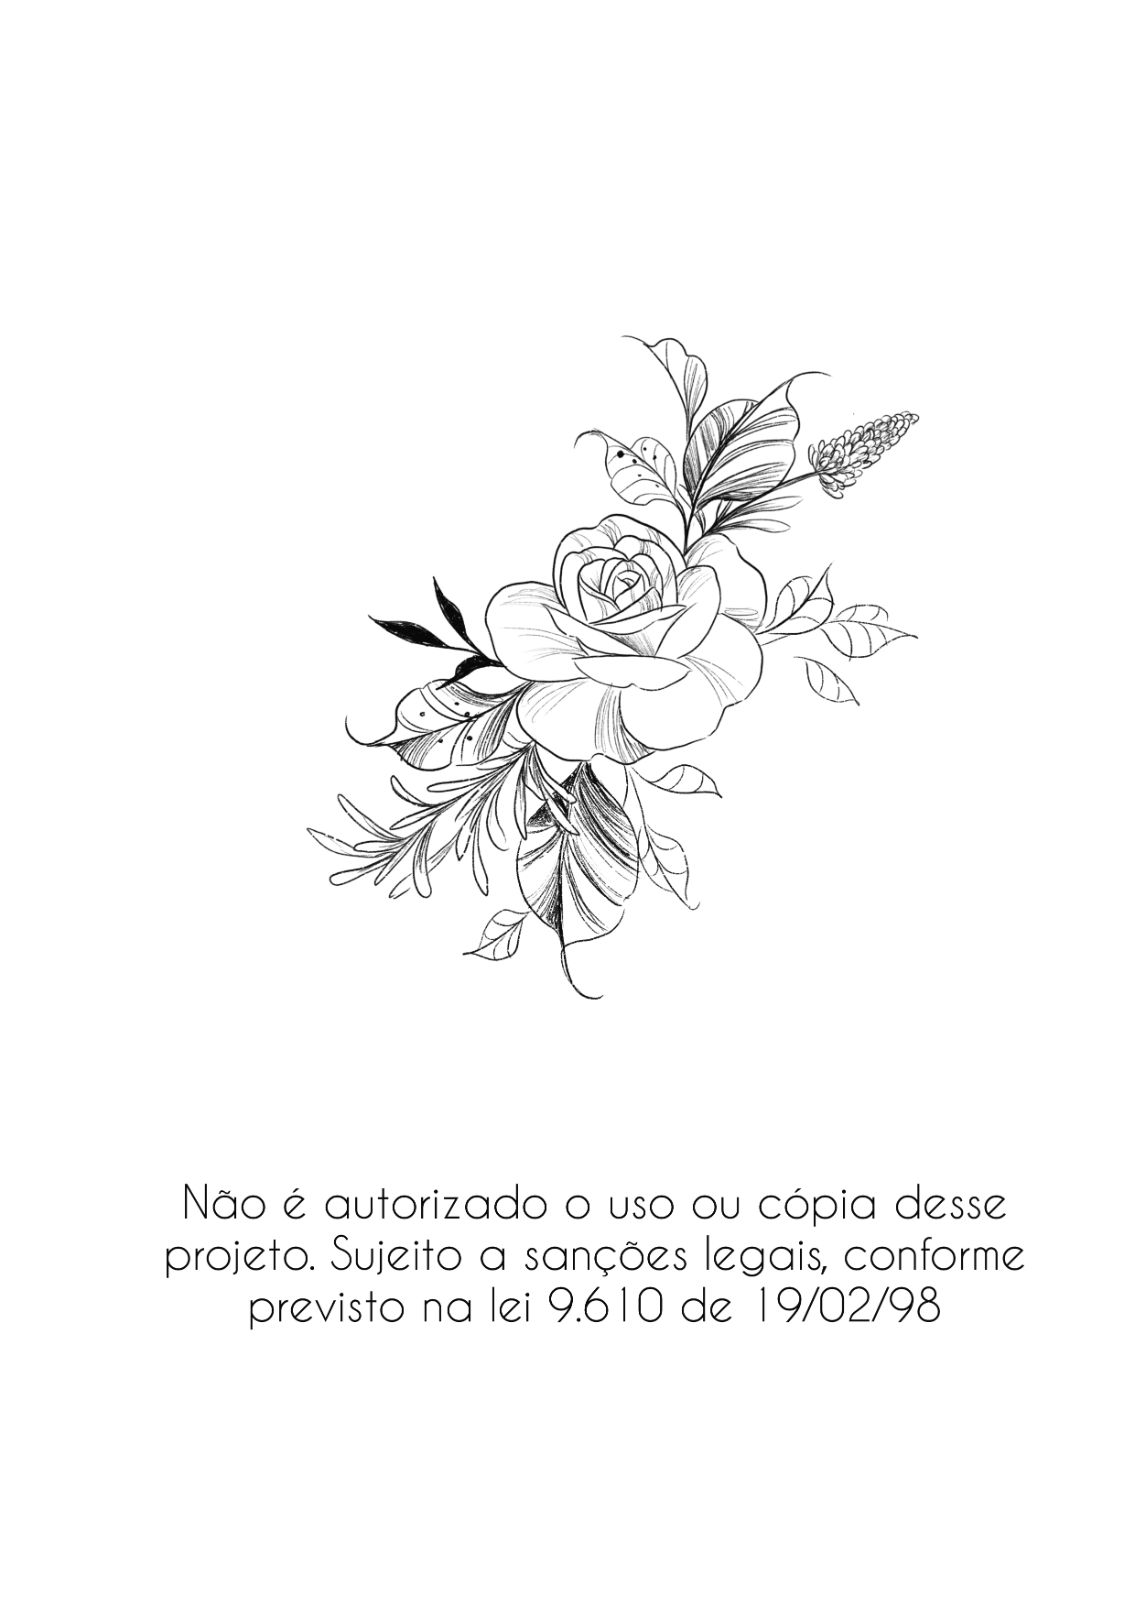 Não é autorizado o uso ou cópia desse
projeto. Sujeito a sanções legais, conforme
previsto na lei 9.610 de 19/02/98